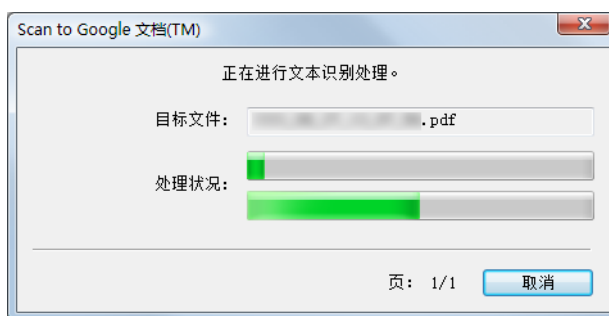 Scan to Google 文档(TM)
正在进行文本识别处理。
目标文件： .pdf
处理状况：
页： 1/1
取消